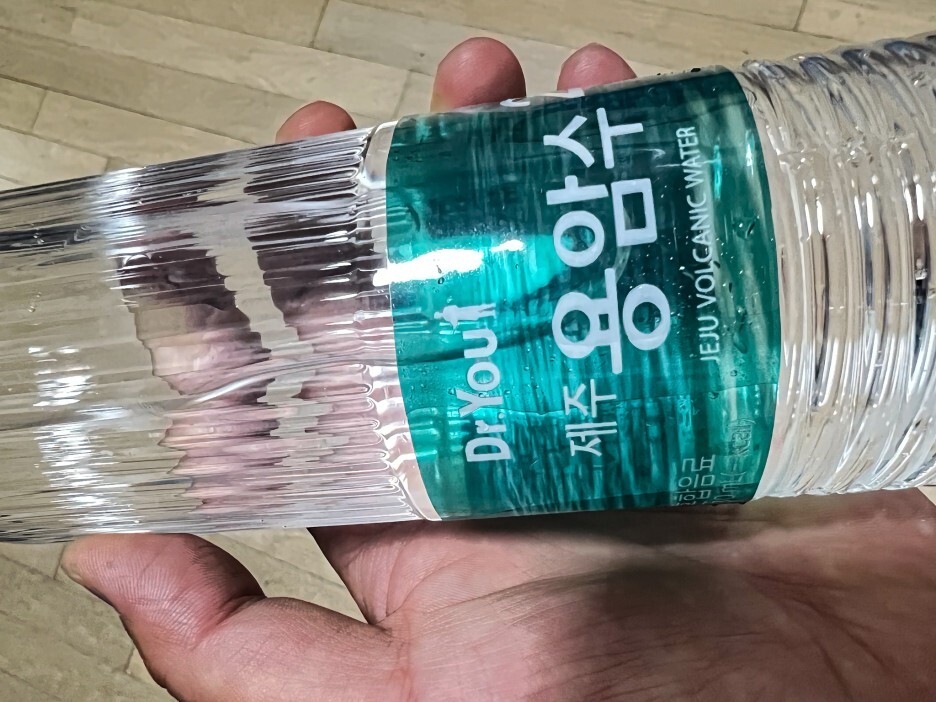 Dr.You
제주
용암수
JEJU VOLCANIC WATER